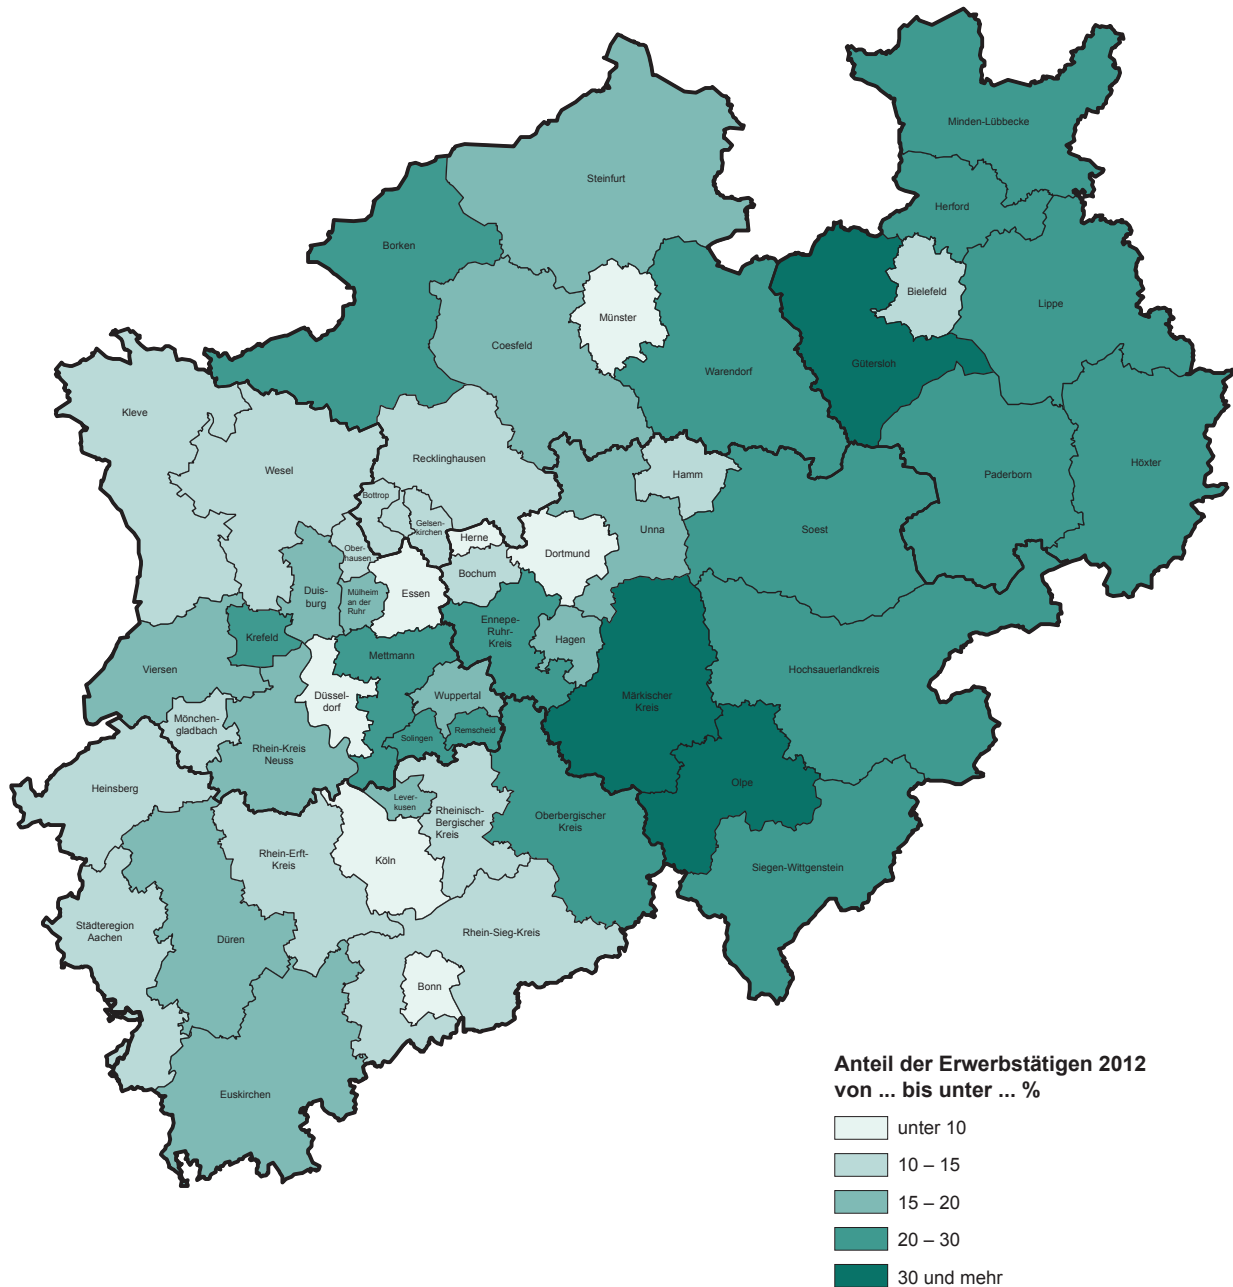 Minden-Lübbecke
Steinfurt
Herford
Borken
Bielefeld
Lippe
Münster
Coesfeld
Gütersloh
Warendorf
Kleve
Recklinghausen
Wesel
Hamm
Paderborn
Höxter
Bottrop
Gelsen-
kirchen
Unna
Soest
Herne
Dortmund
Ober-
hausen
Bochum
Duis-
burg
Mülheim
an der
Ruhr
Essen
Ennepe-
Ruhr-
Kreis
Hagen
Krefeld
Mettmann
Viersen
Hochsauerlandkreis
Düssel-
dorf
Wuppertal
Märkischer
Kreis
Mönchen-
gladbach
Solingen
Remscheid
Rhein-Kreis
Neuss
Olpe
Heinsberg
Lever-
kusen
Rheinisch-
Bergischer
Kreis
Oberbergischer
Kreis
Rhein-Erft-
Kreis
Köln
Siegen-Wittgenstein
Städteregion
Aachen
Düren
Rhein-Sieg-Kreis
Bonn
Euskirchen
Anteil der Erwerbstätigen 2012
von ... bis unter ... %
unter 10
10 – 15
15 – 20
20 – 30
30 und mehr